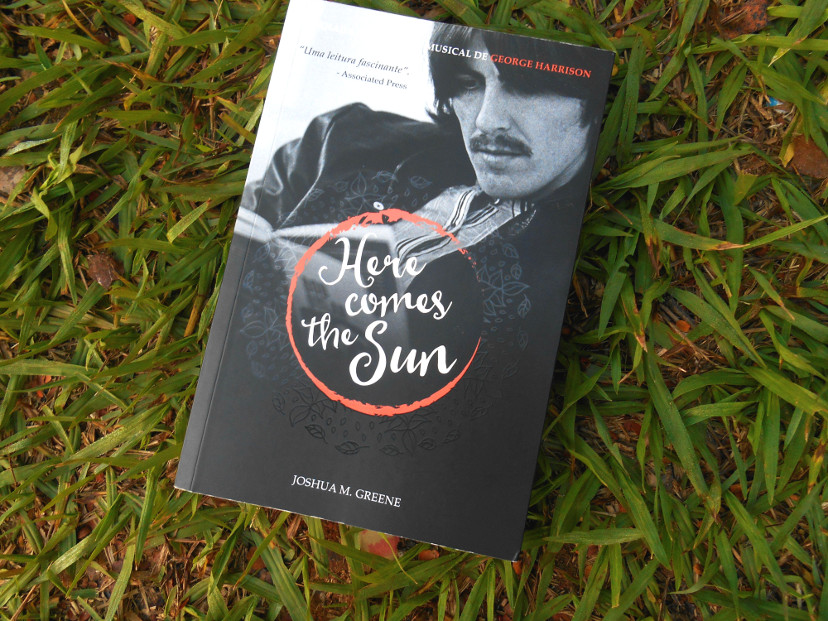 MUSICAL DE GEORGE HARRISON
"Uma leitura fascinante".
- Associated Press
Here
comes
the
Sun
JOSHUA M. GREENE